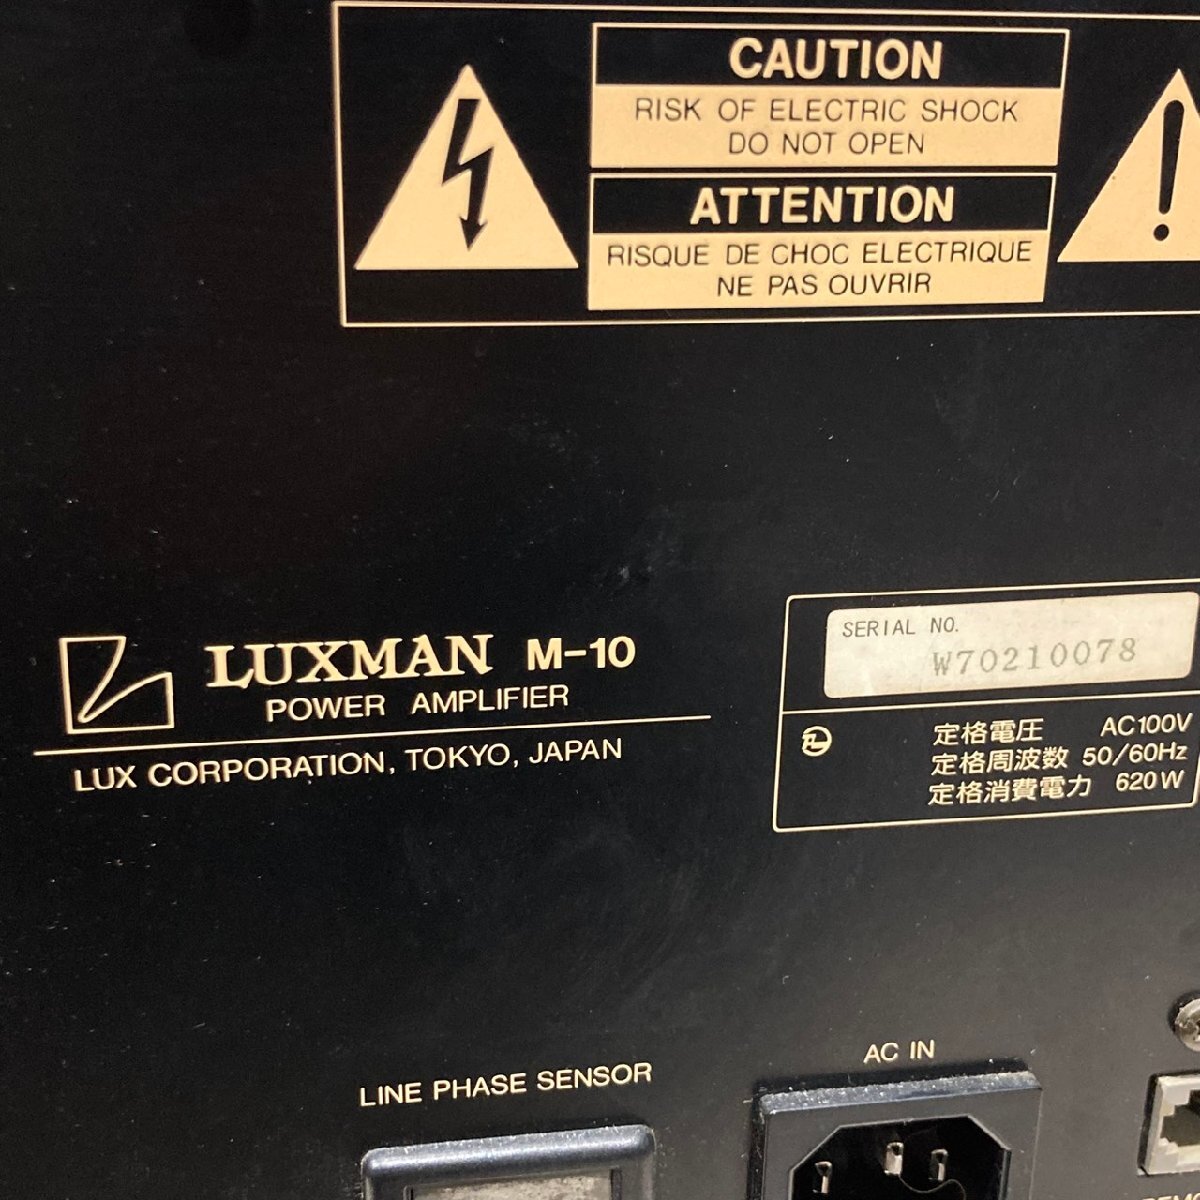 CAUTION
RISK OF ELECTRIC SHOCK
DO NOT OPEN
ATTENTION
RISQUE DE CHOC ELECTRIQUE
NE PAS OUVRIR
LUXMAN M-10
POWER AMPLIFIER
LUX CORPORATION, TOKYO, JAPAN
SERIAL NO.
W70210078
定格電圧 AC100V
定格周波数 50/60Hz
定格消費電力 620W
LINE PHASE SENSOR
AC IN